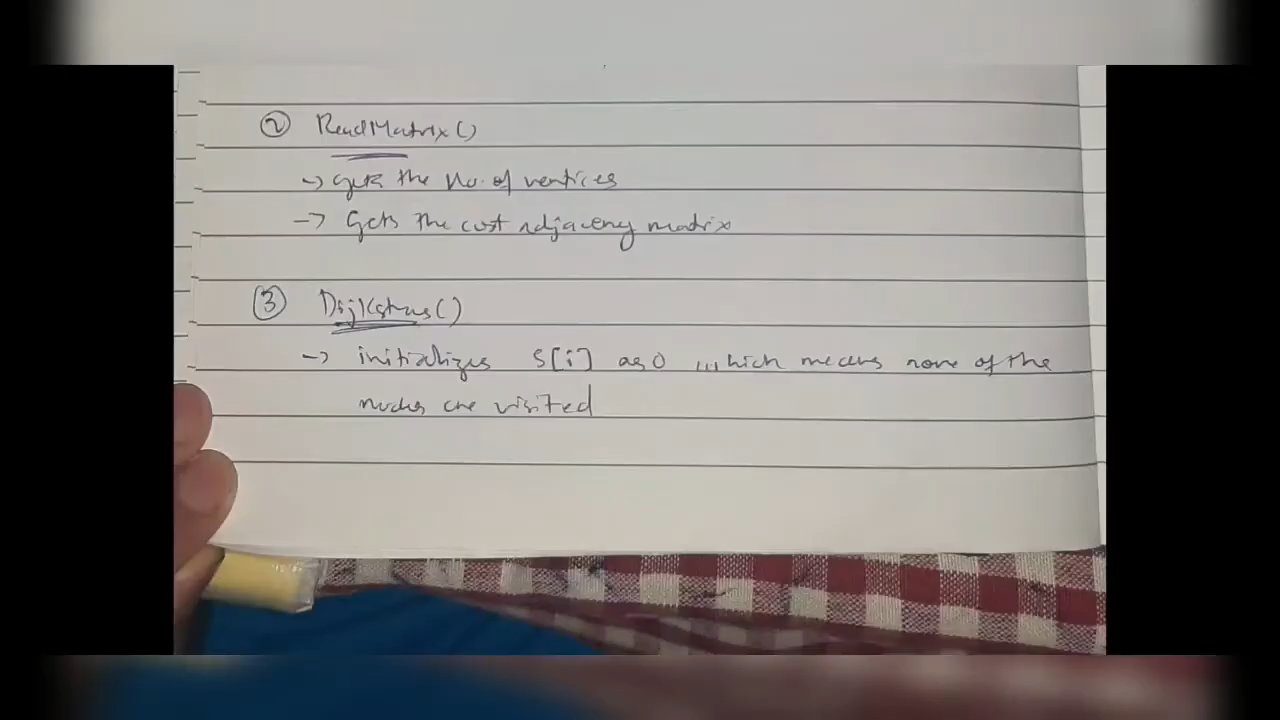 ② ReadMatrix()
→ Gets the No. of vertices
→ Gets the cost adjaceny matrix
③ Dijkstras()
→ initializes S[i] as 0 which means none of the
nodes are visited